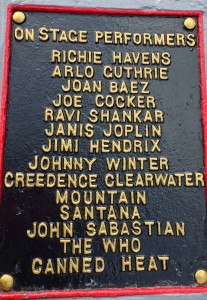 ON STAGE PERFORMERS
RICHIE HAVENS
ARLO GUTHRIE
JOAN BAEZ
JOE COCKER
RAVI SHANKAR
JANIS JOPLIN
JIMI HENDRIX
JOHNNY WINTER
CREEDENCE CLEARWATER
MOUNTAIN
SANTANA
JOHN SABASTIAN
THE WHO
CANNED HEAT